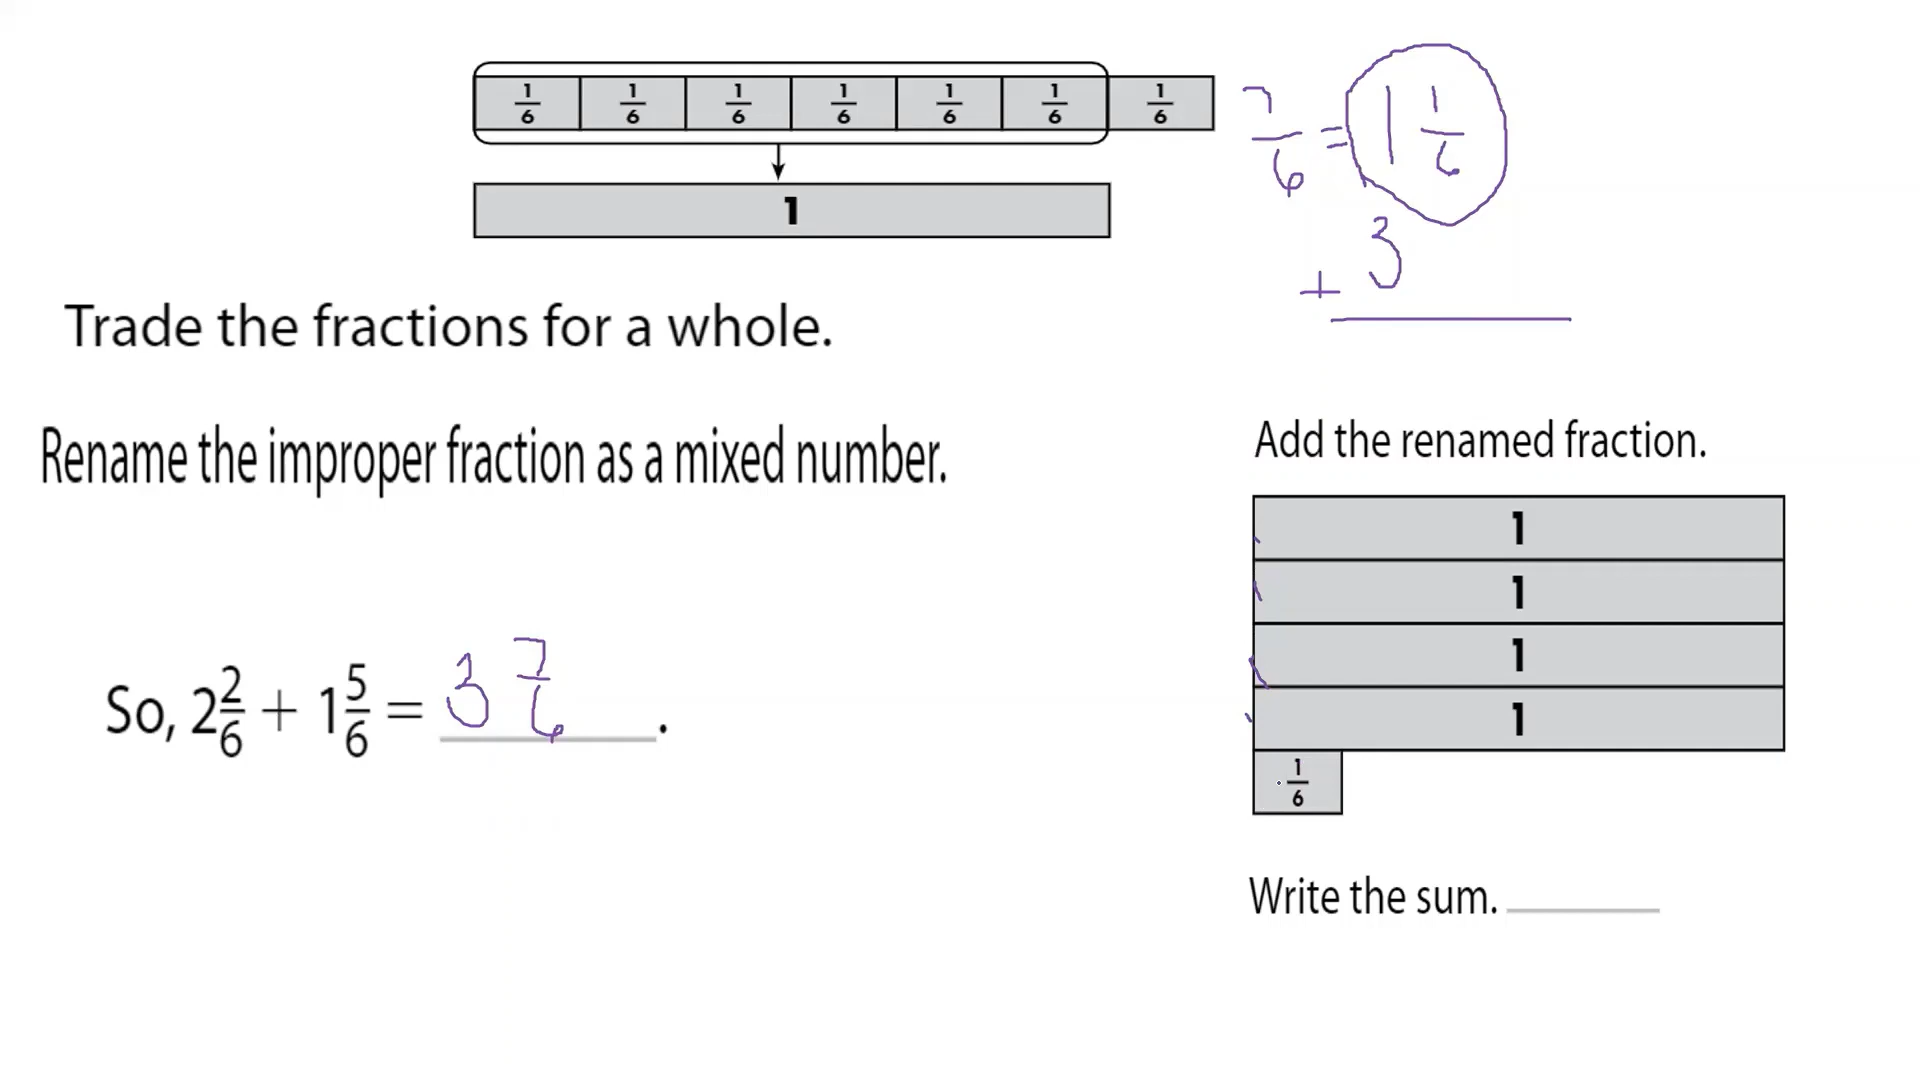 1/6 1/6 1/6 1/6 1/6 1/6 1/6 7/6 = 1 1/6
1
+ 3
Trade the fractions for a whole.
Rename the improper fraction as a mixed number.
So, 2 2/6 + 1 5/6 = 3 7/6 .
Add the renamed fraction.
1
1
1
1
1/6
Write the sum.